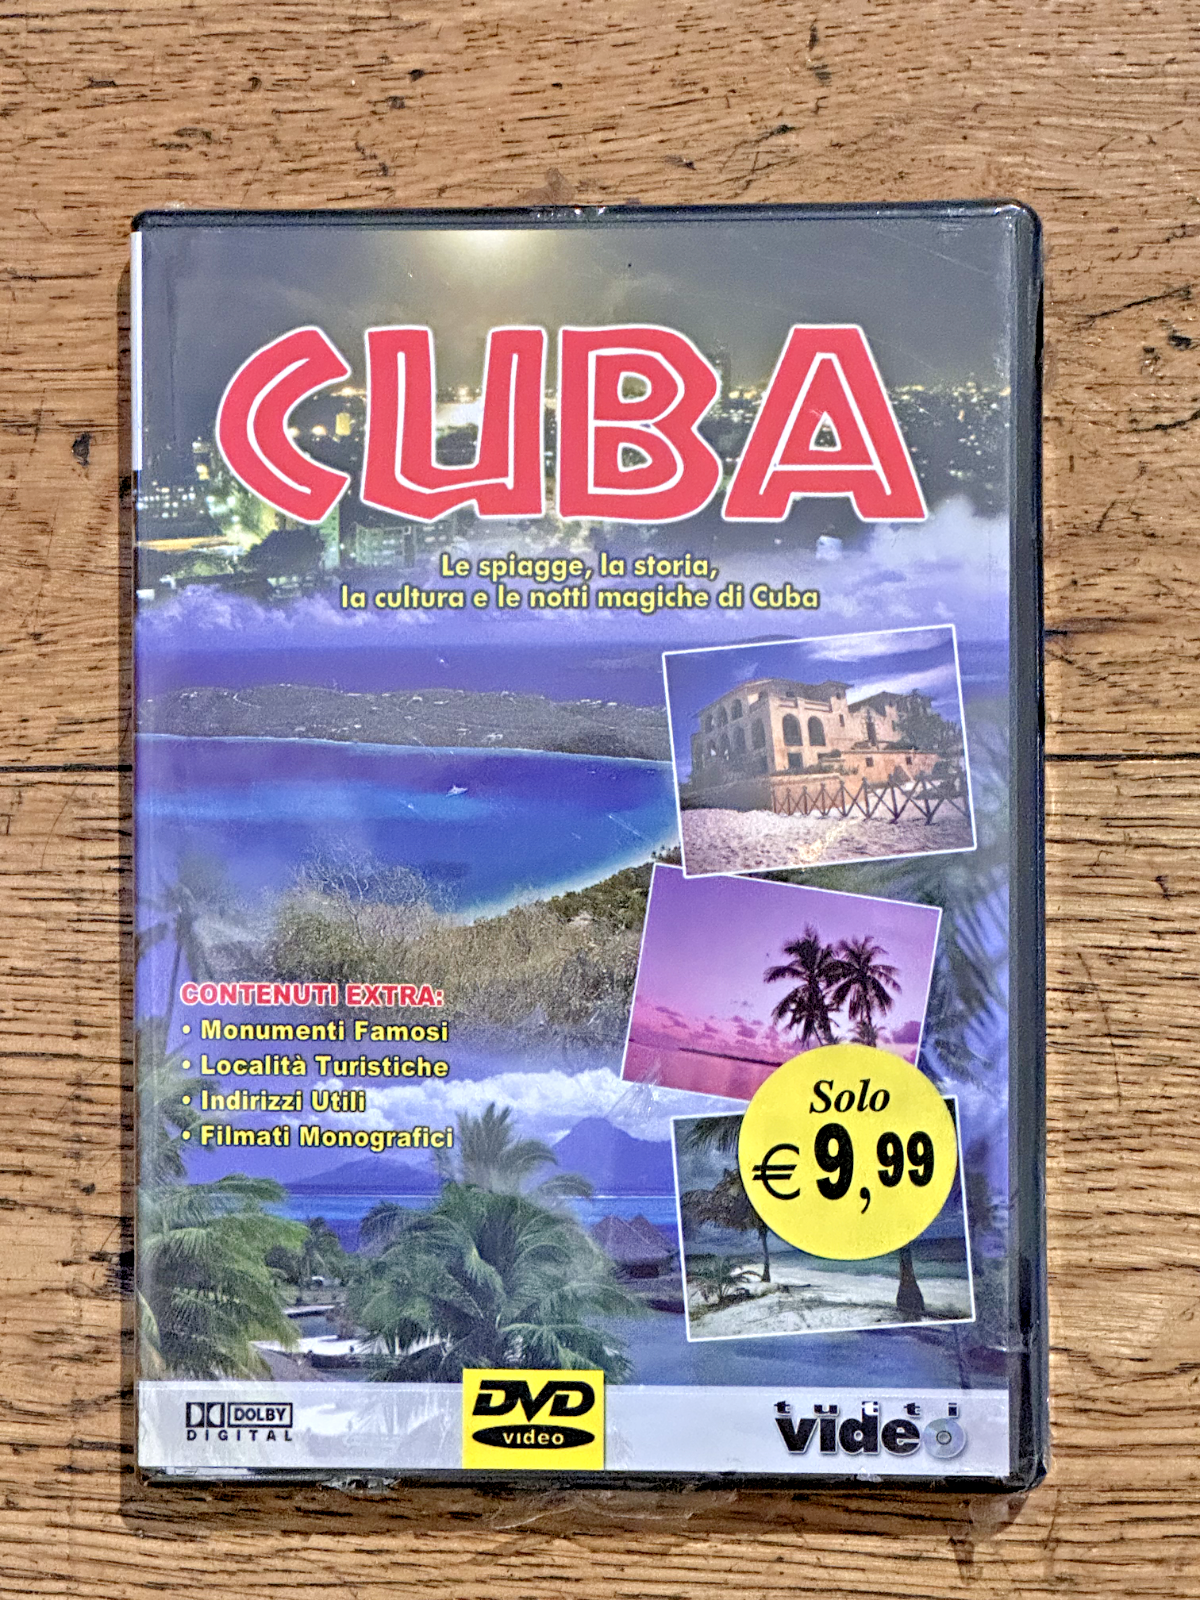 CUBA
Le spiagge, la storia,
la cultura e le notti magiche di Cuba
CONTENUTI EXTRA:
• Monumenti Famosi
• Località Turistiche
• Indirizzi Utili
• Filmati Monografici
Solo
€ 9,99
DOLBY
DIGITAL
DVD
video
tutti
video